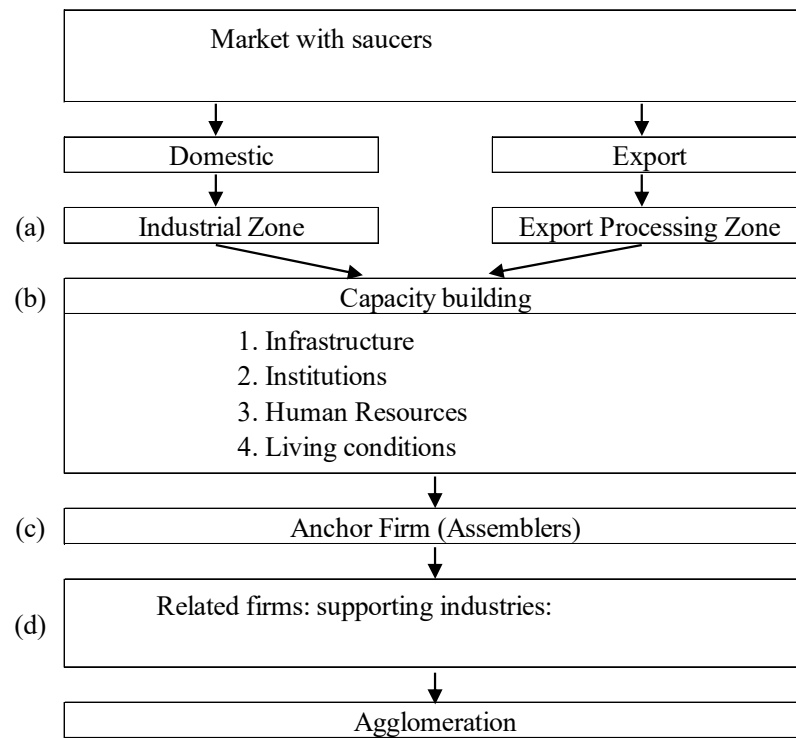 Market with saucers
Domestic
Export
(a)
Industrial Zone
Export Processing Zone
(b)
Capacity building
1. Infrastructure
2. Institutions
3. Human Resources
4. Living conditions
(c)
Anchor Firm (Assemblers)
(d)
Related firms: supporting industries:
Agglomeration